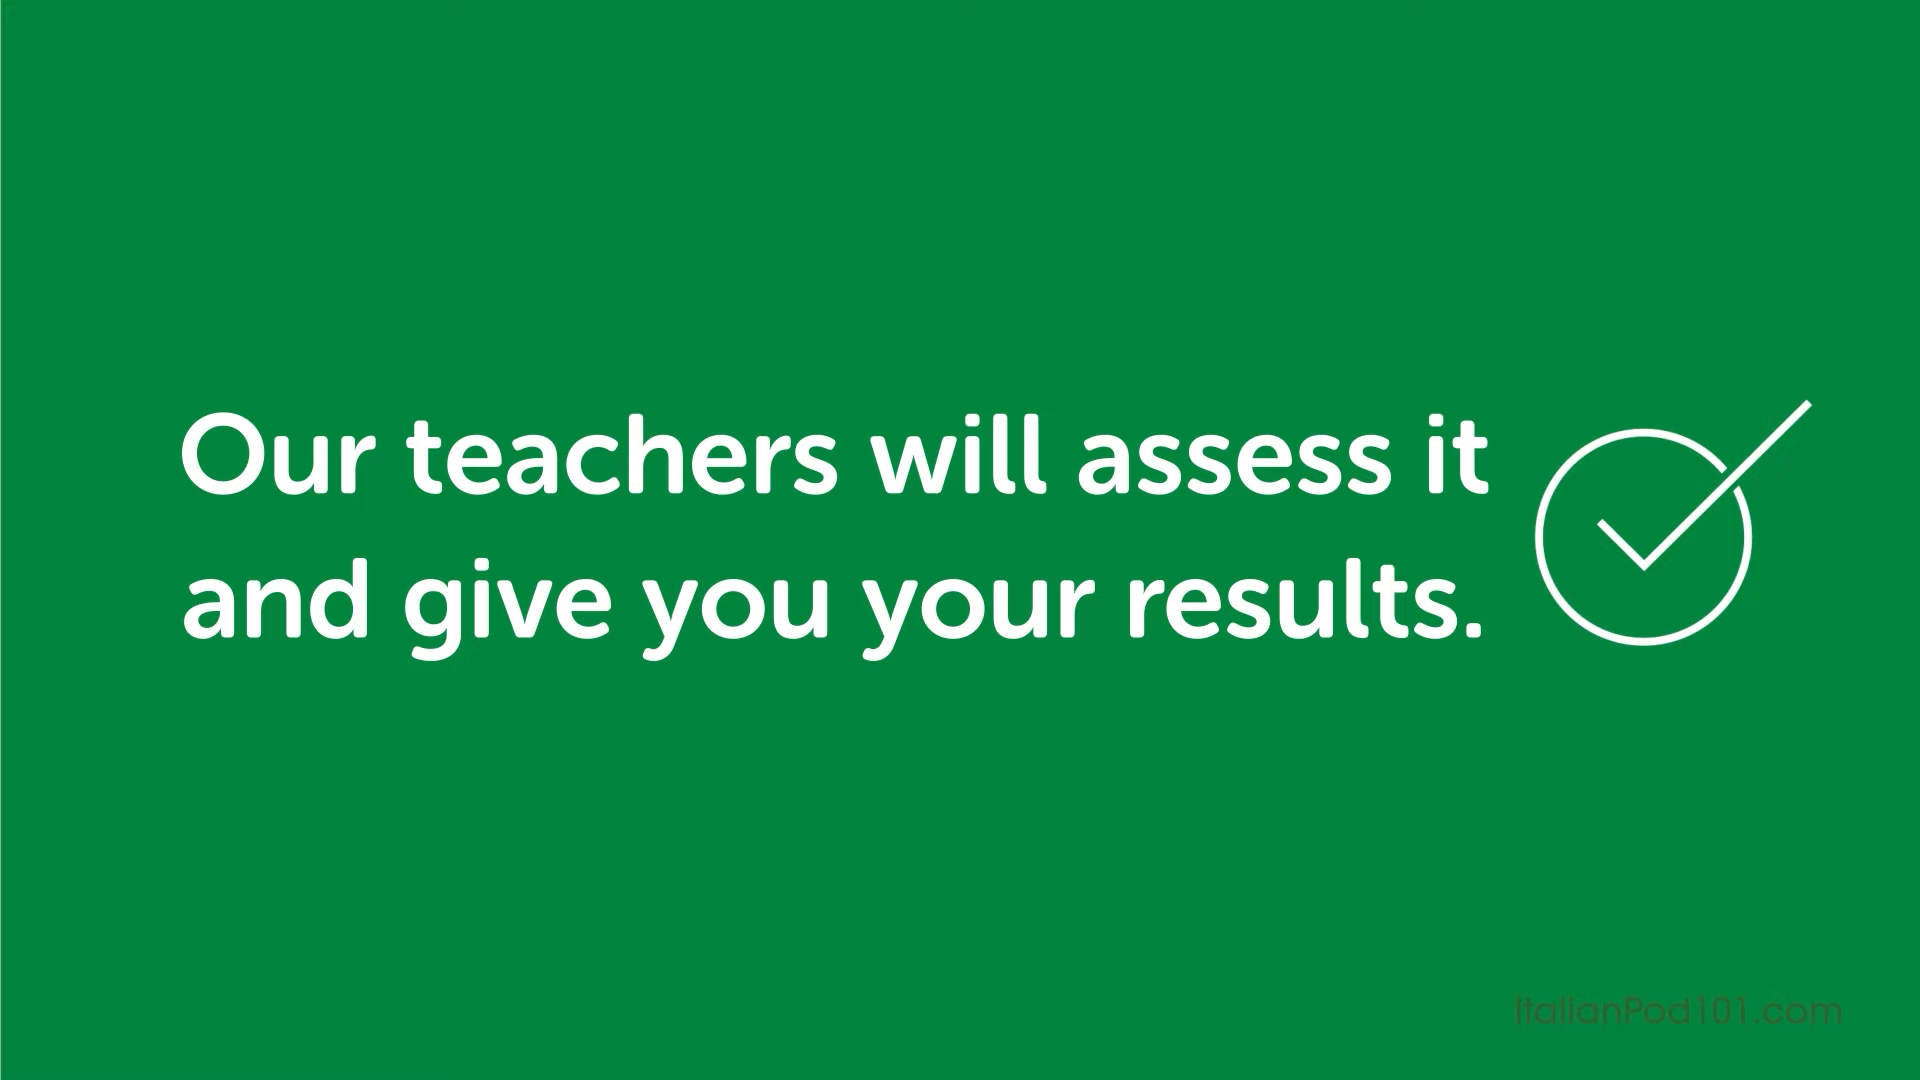 Our teachers will assess it
and give you your results.
ItalianPod101.com